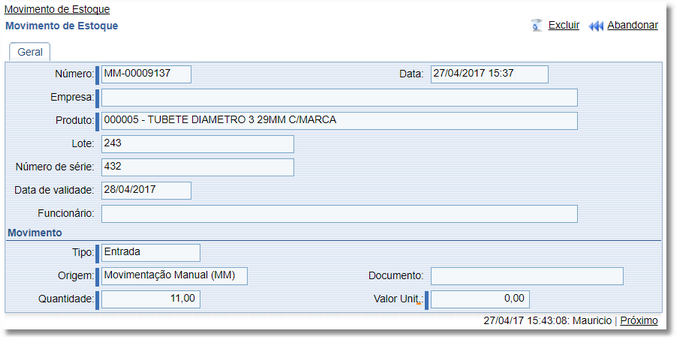 Movimento de Estoque
Movimento de Estoque Excluir Abandonar
Geral
Número: MM-00009137 Data: 27/04/2017 15:37
Empresa:
Produto: 000005 - TUBETE DIAMETRO 3 29MM C/MARCA
Lote: 243
Número de série: 432
Data de validade: 28/04/2017
Funcionário:
Movimento
Tipo: Entrada
Origem: Movimentação Manual (MM) Documento:
Quantidade: 11,00 Valor Unit.: 0,00
27/04/17 15:43:08: Mauricio | Próximo